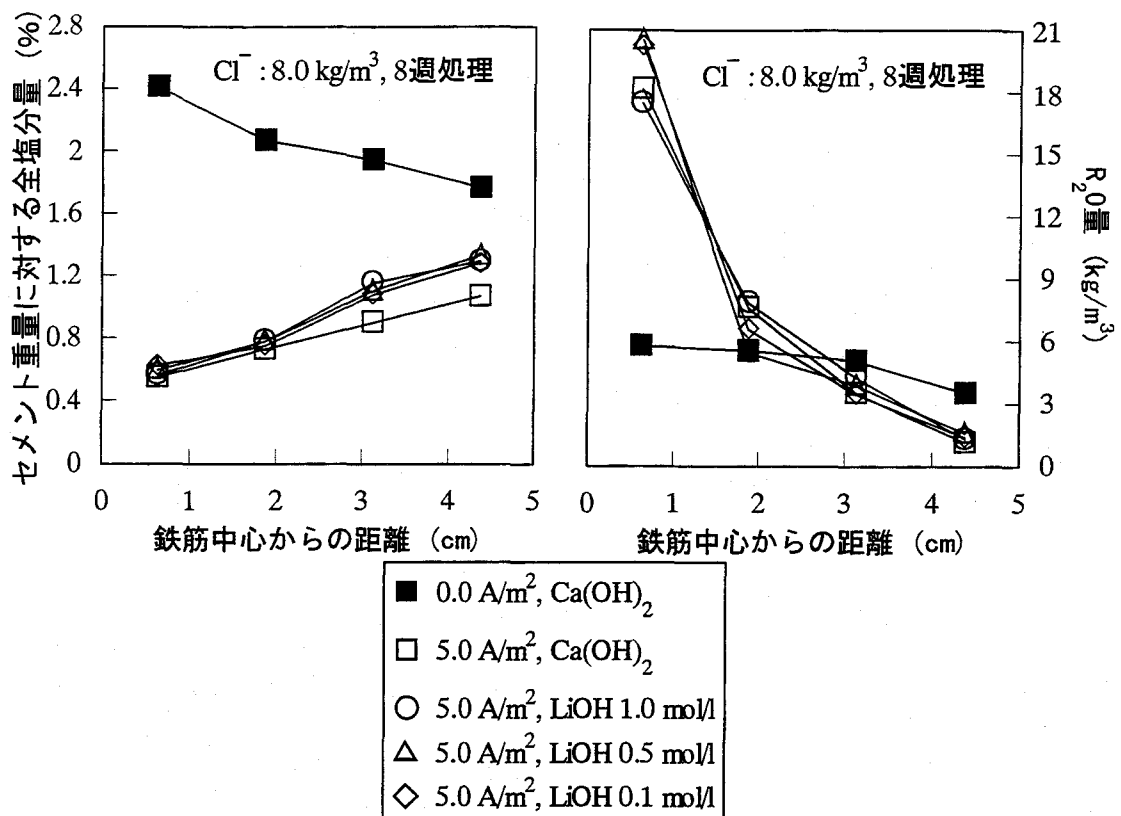 2.8
2.4
2
1.6
1.2
0.8
0.4
0
セメント重量に対する全塩分量 (%)
Cl⁻ : 8.0 kg/m³, 8週処理
0 1 2 3 4 5
鉄筋中心からの距離 (cm)
Cl⁻ : 8.0 kg/m³, 8週処理
21
18
15
12
9
6
3
0
R₂O量 (kg/m³)
0 1 2 3 4 5
鉄筋中心からの距離 (cm)
0.0 A/m², Ca(OH)₂
5.0 A/m², Ca(OH)₂
5.0 A/m², LiOH 1.0 mol/l
5.0 A/m², LiOH 0.5 mol/l
5.0 A/m², LiOH 0.1 mol/l